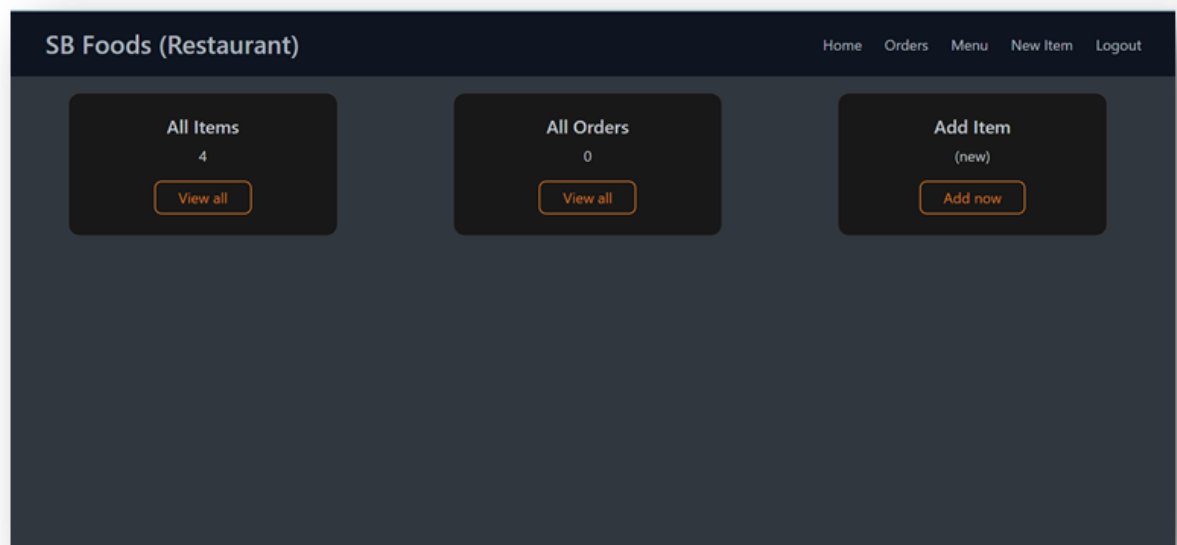 SB Foods (Restaurant)
Home Orders Menu New Item Logout
All Items
4
View all
All Orders
0
View all
Add Item
(new)
Add now